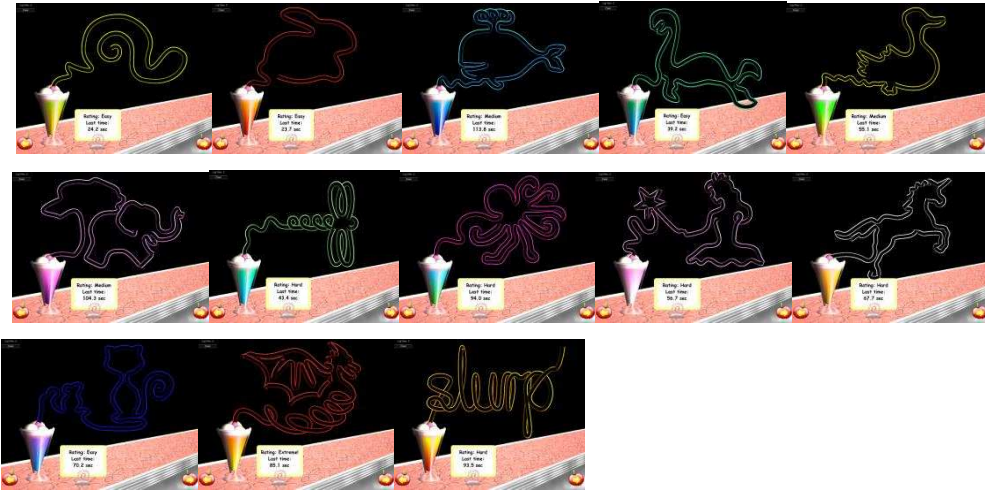 Rating: Easy
Last time:
24.2 sec
Rating: Easy
Last time:
23.7 sec
Rating: Medium
Last time:
113.8 sec
Rating: Easy
Last time:
39.2 sec
Rating: Medium
Last time:
55.1 sec
Rating: Medium
Last time:
104.3 sec
Rating: Hard
Last time:
43.4 sec
Rating: Hard
Last time:
94.0 sec
Rating: Hard
Last time:
56.7 sec
Rating: Hard
Last time:
67.7 sec
slurp
Rating: Easy
Last time:
70.2 sec
Rating: Extreme!
Last time:
85.1 sec
Rating: Hard
Last time:
93.5 sec